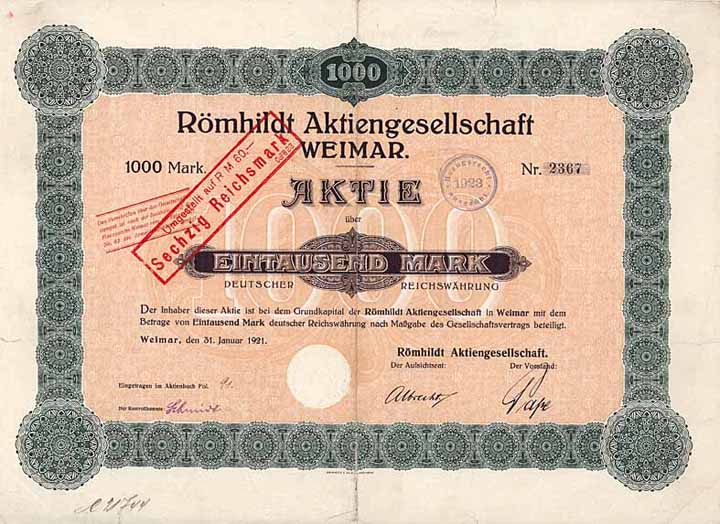 1000
Römhildt Aktiengesellschaft
WEIMAR.
1000 Mark.
Nr. 2367
Umgestellt auf R M 60.—
Sechzig Reichsmark
1923
AKTIE
über
EINTAUSEND MARK
DEUTSCHER REICHSWÄHRUNG
Der Inhaber dieser Aktie ist bei dem Grundkapital der Römhildt Aktiengesellschaft in Weimar mit dem
Betrage von Eintausend Mark deutscher Reichswährung nach Maßgabe des Gesellschaftsvertrags beteiligt.
Weimar, den 31. Januar 1921.
Römhildt Aktiengesellschaft.
Der Aufsichtsrat: Der Vorstand:
Eingetragen im Aktienbuch Fol. 91.
Albrecht Pape
Für Kontrollbeamte: Schmidt